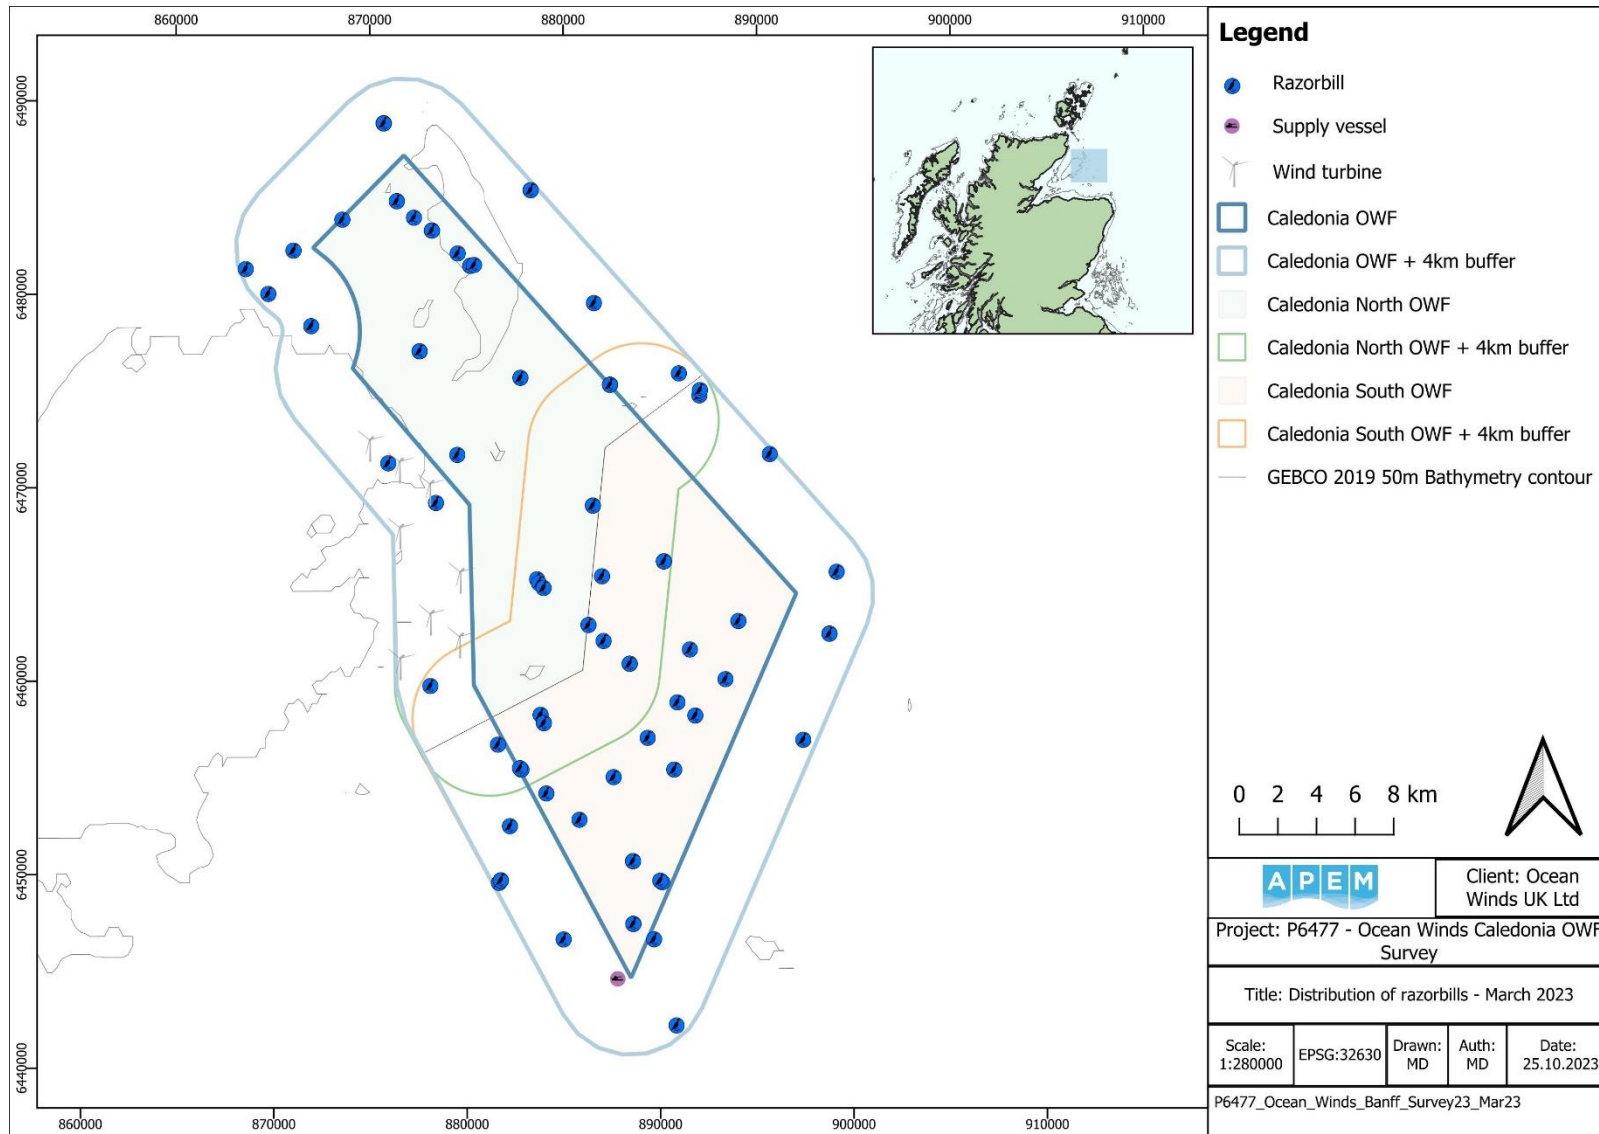 860000 870000 880000 890000 900000 910000
6490000
6480000
6470000
6460000
6450000
6440000
860000 870000 880000 890000 900000 910000
Legend
Razorbill
Supply vessel
Wind turbine
Caledonia OWF
Caledonia OWF + 4km buffer
Caledonia North OWF
Caledonia North OWF + 4km buffer
Caledonia South OWF
Caledonia South OWF + 4km buffer
GEBCO 2019 50m Bathymetry contour
0 2 4 6 8 km
APEM
Client: Ocean
Winds UK Ltd
Project: P6477 - Ocean Winds Caledonia OWF
Survey
Title: Distribution of razorbills - March 2023
Scale:
1:280000
EPSG:32630
Drawn:
MD
Auth:
MD
Date:
25.10.2023
P6477_Ocean_Winds_Banff_Survey23_Mar23